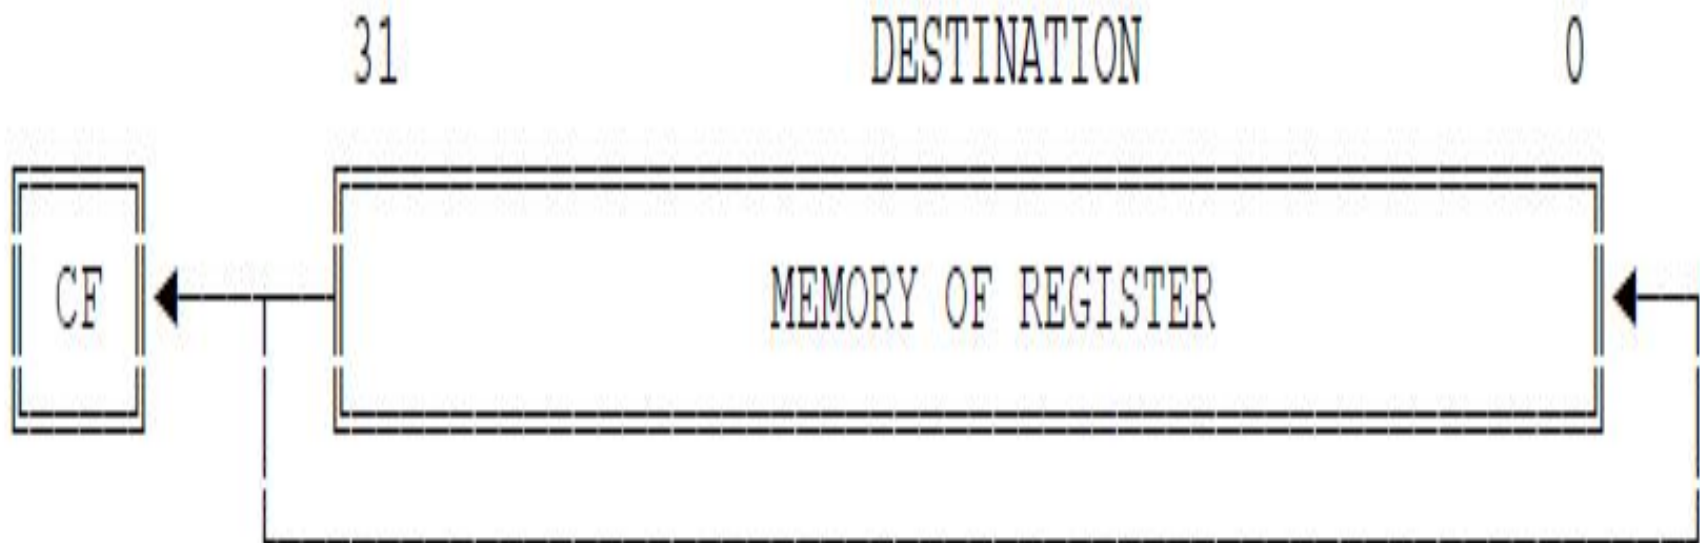 31 DESTINATION 0
CF MEMORY OF REGISTER